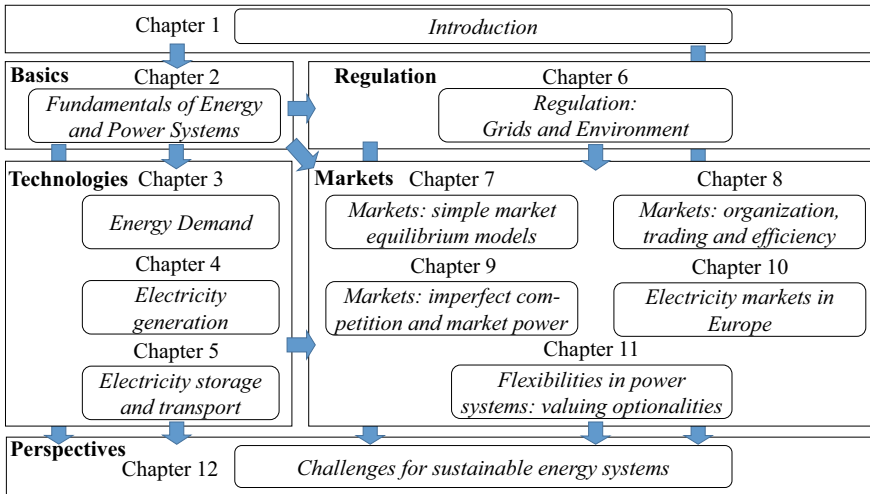 Chapter 1
Introduction
Basics
Chapter 2
Fundamentals of Energy
and Power Systems
Regulation
Chapter 6
Regulation:
Grids and Environment
Technologies
Chapter 3
Energy Demand
Chapter 4
Electricity
generation
Chapter 5
Electricity storage
and transport
Markets
Chapter 7
Markets: simple market
equilibrium models
Chapter 8
Markets: organization,
trading and efficiency
Chapter 9
Markets: imperfect com-
petition and market power
Chapter 10
Electricity markets in
Europe
Chapter 11
Flexibilities in power
systems: valuing optionalities
Perspectives
Chapter 12
Challenges for sustainable energy systems